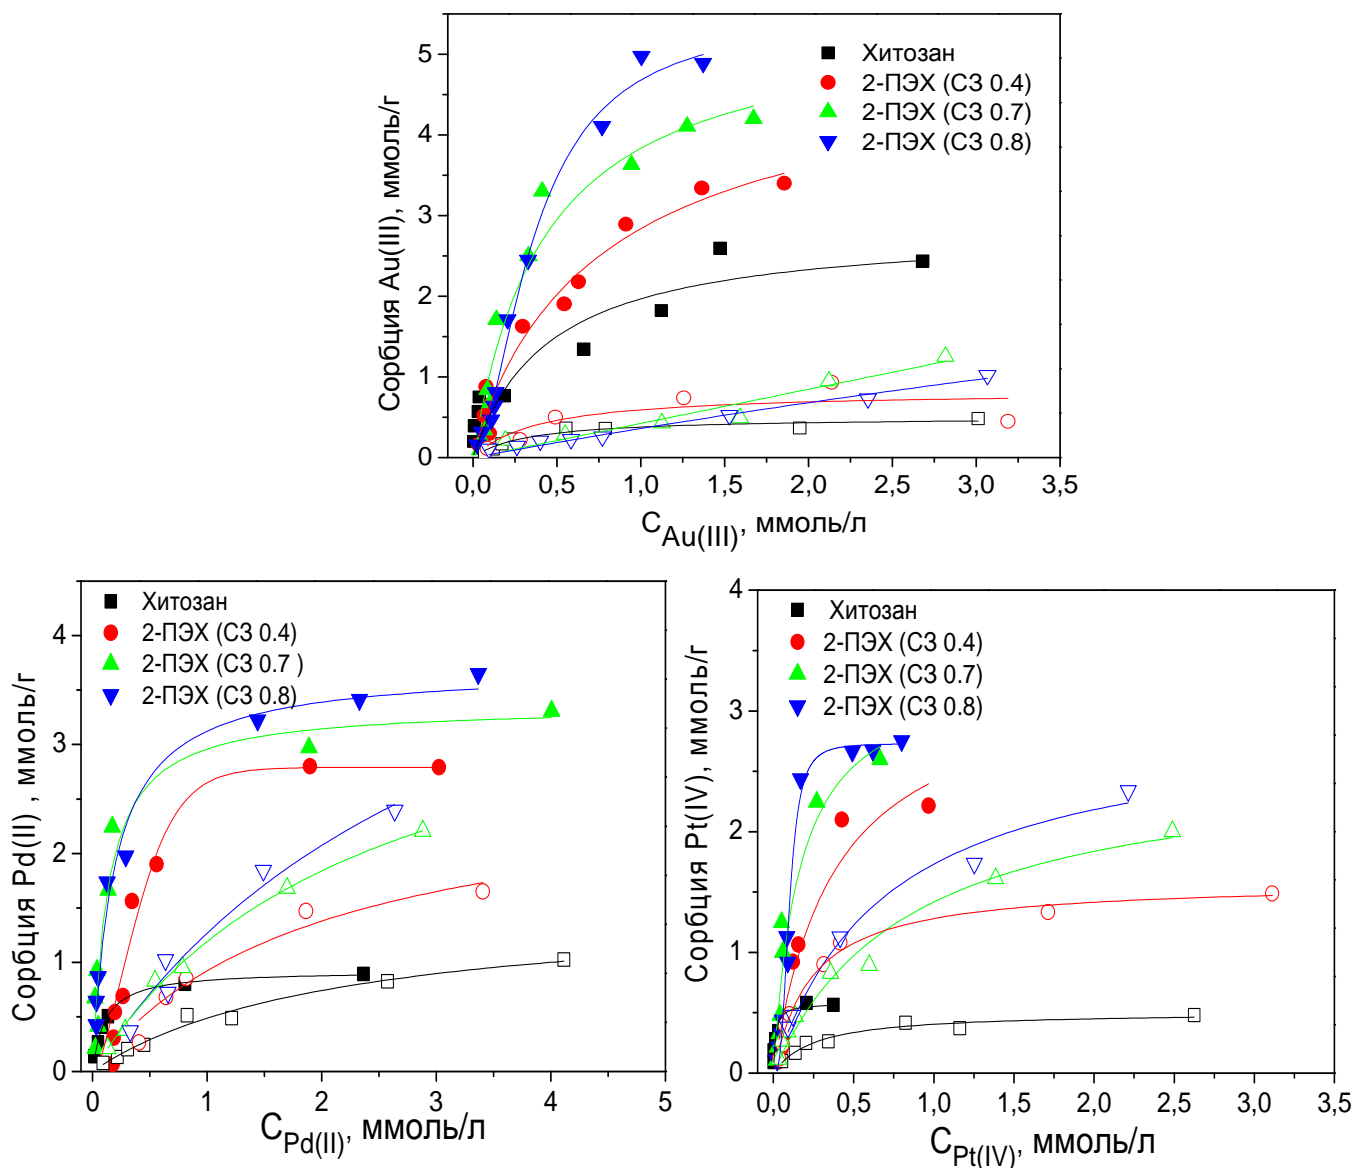 Сорбция Au(III), ммоль/г
5
4
3
2
1
0
Хитозан
2-ПЭХ (СЗ 0.4)
2-ПЭХ (СЗ 0.7)
2-ПЭХ (СЗ 0.8)
0,0 0,5 1,0 1,5 2,0 2,5 3,0 3,5
C Au(III), ммоль/л
Сорбция Pd(II) , ммоль/г
4
3
2
1
0
Хитозан
2-ПЭХ (СЗ 0.4)
2-ПЭХ (СЗ 0.7 )
2-ПЭХ (СЗ 0.8)
0 1 2 3 4 5
C Pd(II), ммоль/л
Сорбция Pt(IV), ммоль/г
4
3
2
1
0
Хитозан
2-ПЭХ (СЗ 0.4)
2-ПЭХ (СЗ 0.7)
2-ПЭХ (СЗ 0.8)
0,0 0,5 1,0 1,5 2,0 2,5 3,0 3,5
C Pt(IV), ммоль/л